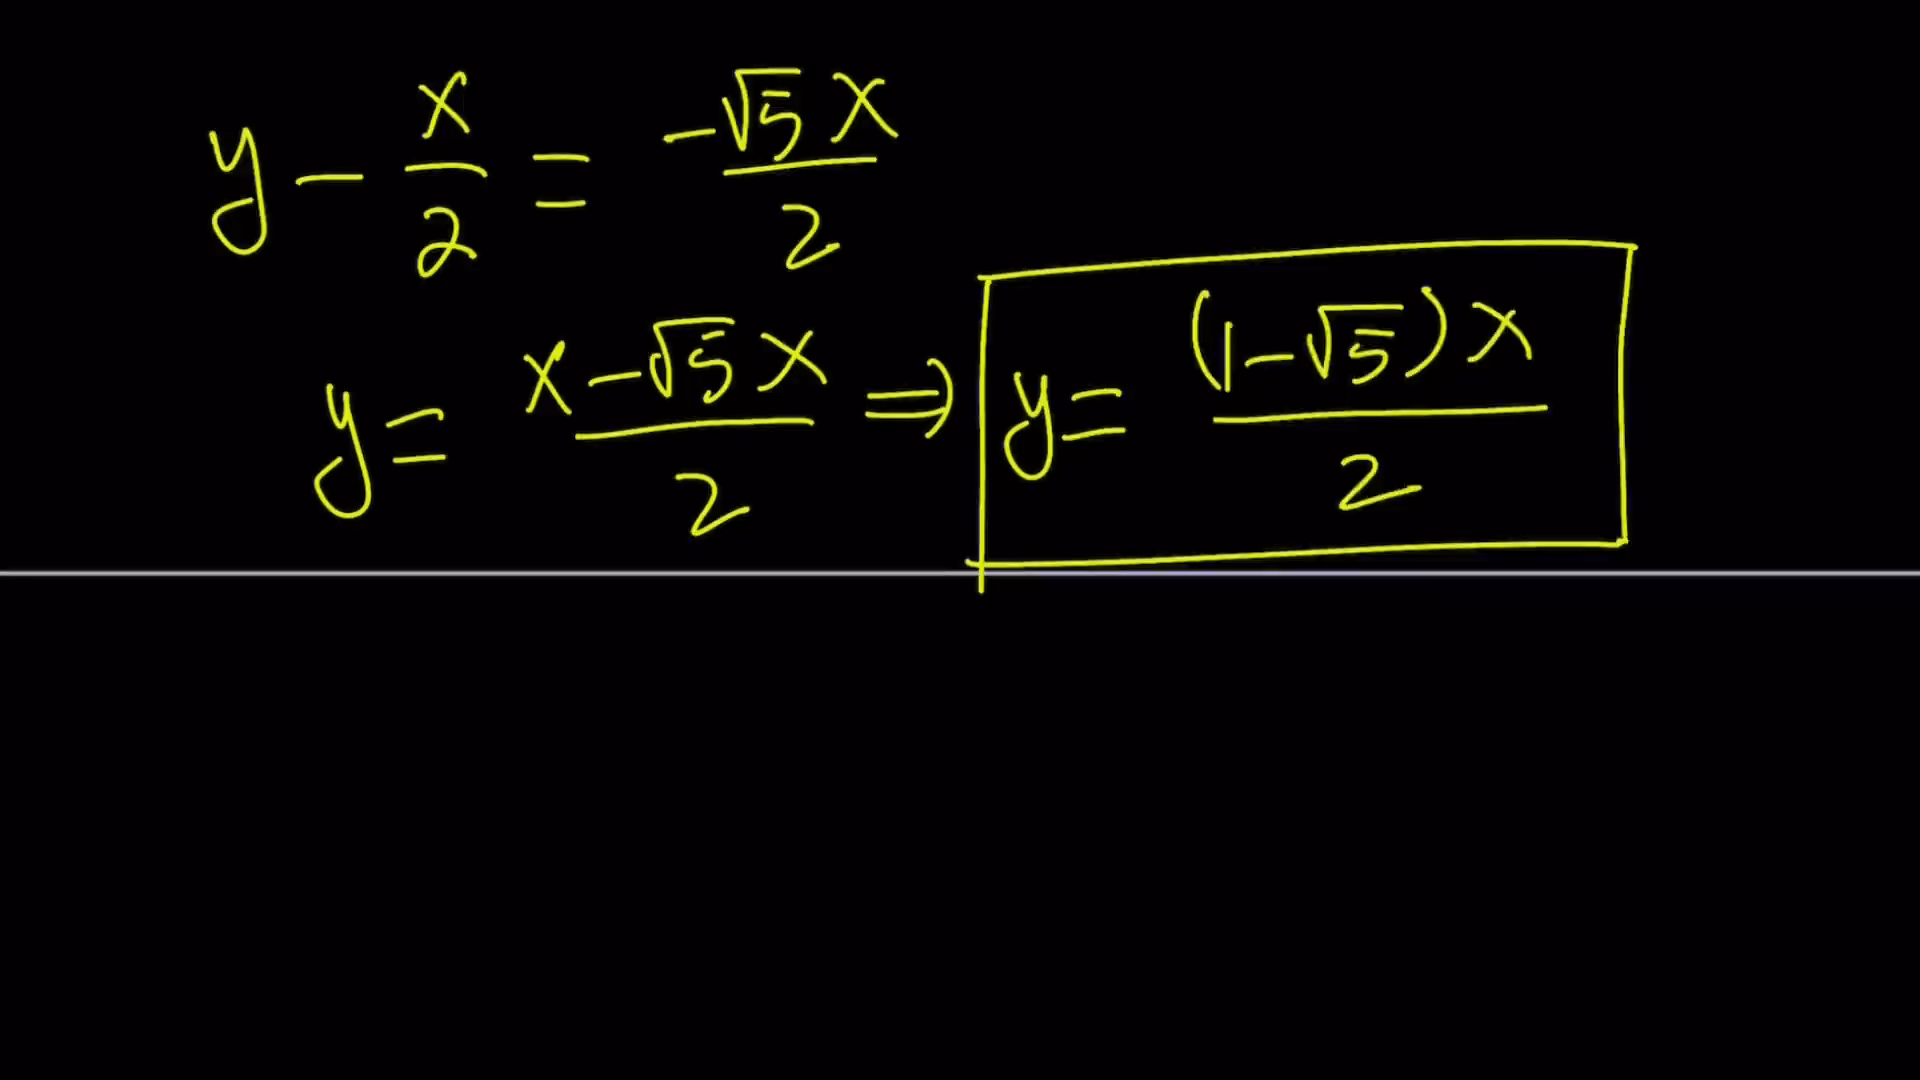 y - x/2 = -√5 x/2
y = (x - √5 x)/2 ⇒ y = (1-√5)x/2